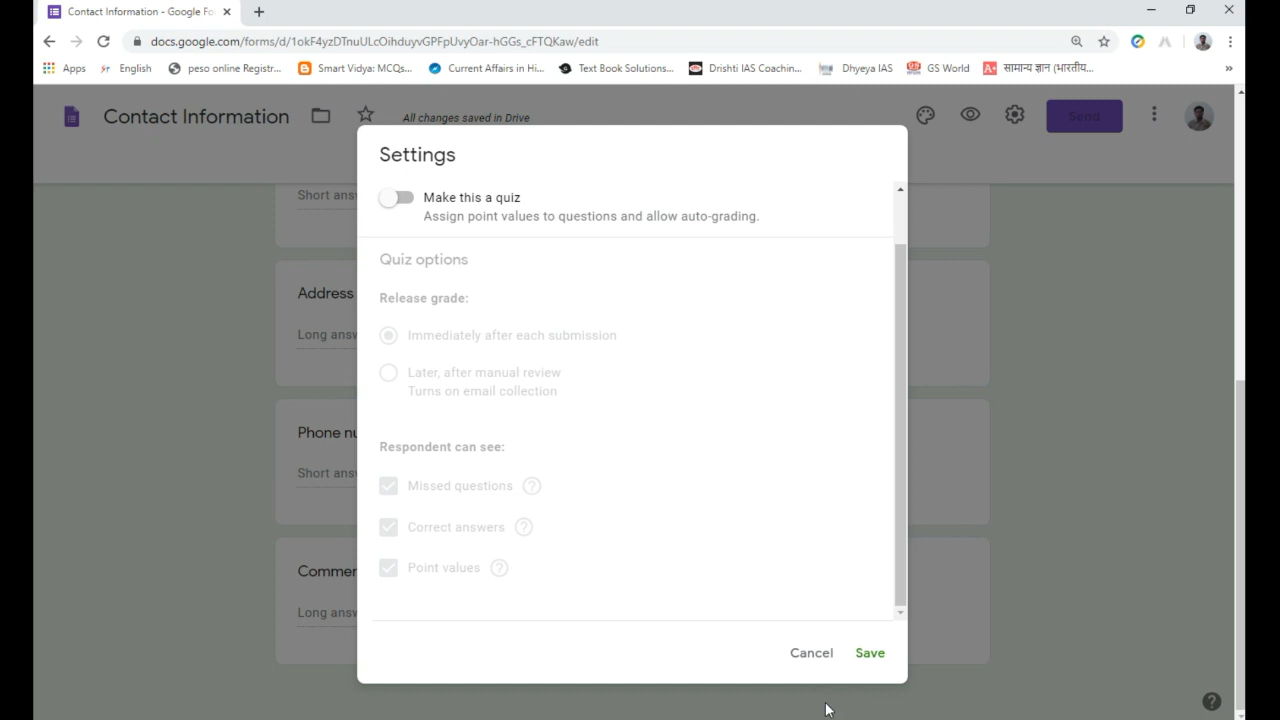 Contact Information - Google Fo
docs.google.com/forms/d/1okF4yzDTnuULcOihduyvGPFpUvyOar-hGGs_cFTQKaw/edit
Apps English peso online Registr... Smart Vidya: MCQs... Current Affairs in Hi... Text Book Solutions... Drishti IAS Coachin... Dhyeya IAS GS World सामान्य ज्ञान (भारतीय... »
Contact Information All changes saved in Drive Send
Settings
Short ans
Make this a quiz
Assign point values to questions and allow auto-grading.
Quiz options
Address
Release grade:
Long answ
Immediately after each submission
Later, after manual review
Turns on email collection
Phone nu
Respondent can see:
Short ans
Missed questions ?
Correct answers ?
Commen
Point values ?
Long answ
Cancel Save
?